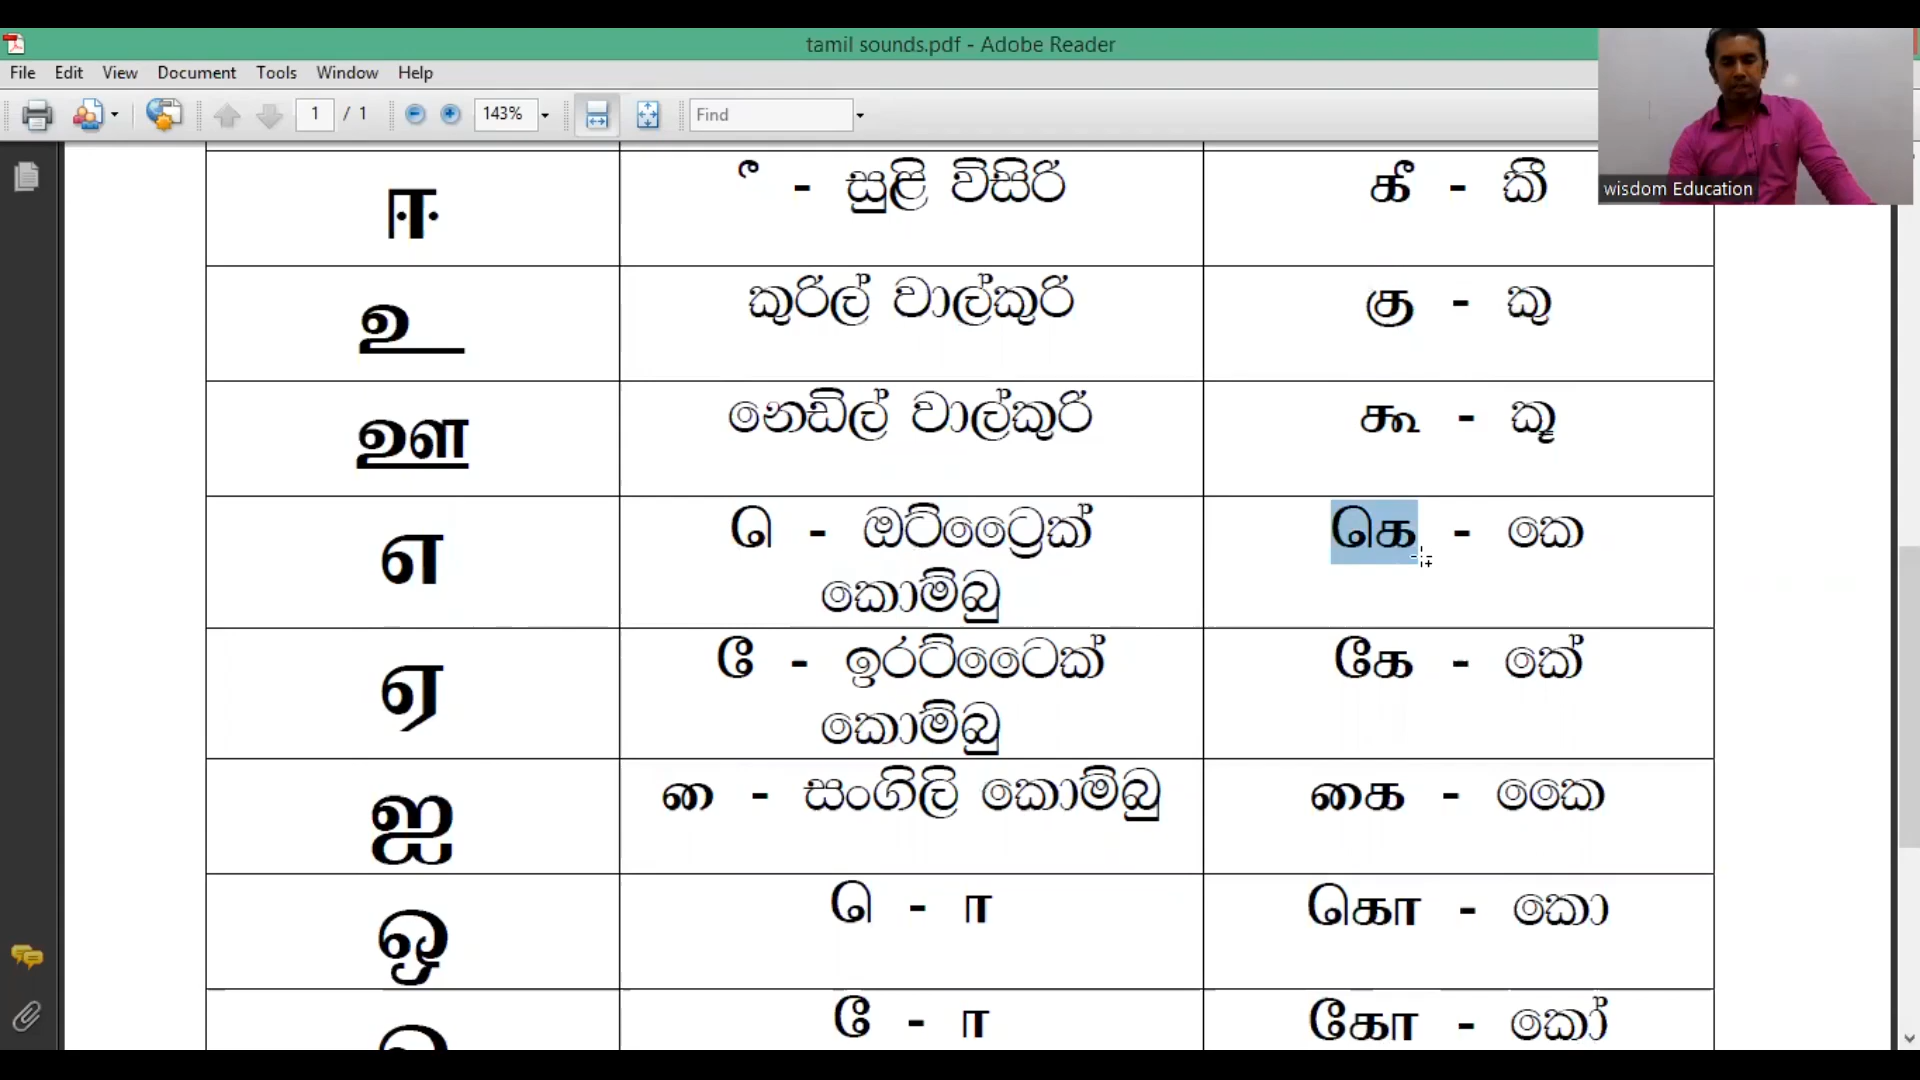 tamil sounds.pdf - Adobe Reader
File Edit View Document Tools Window Help
1 / 1 143% Find
wisdom Education
ஈ ீ - සුළි විසිරි கீ - කී
உ කුරිල් වාල්කුරි கு - කු
ஊ නෙඩිල් වාල්කුරි கூ - කූ
எ ெ - ඔට්ට්‍රෛක් கெ - කෙ
කොම්බු
ஏ ே - ඉරට්ටෛක් கே - කේ
කොම්බු
ஐ ை - සංගිලි කොම්බු கை - කෛ
ஒ ெ - ா கொ - කො
ே - ா கோ - කෝ